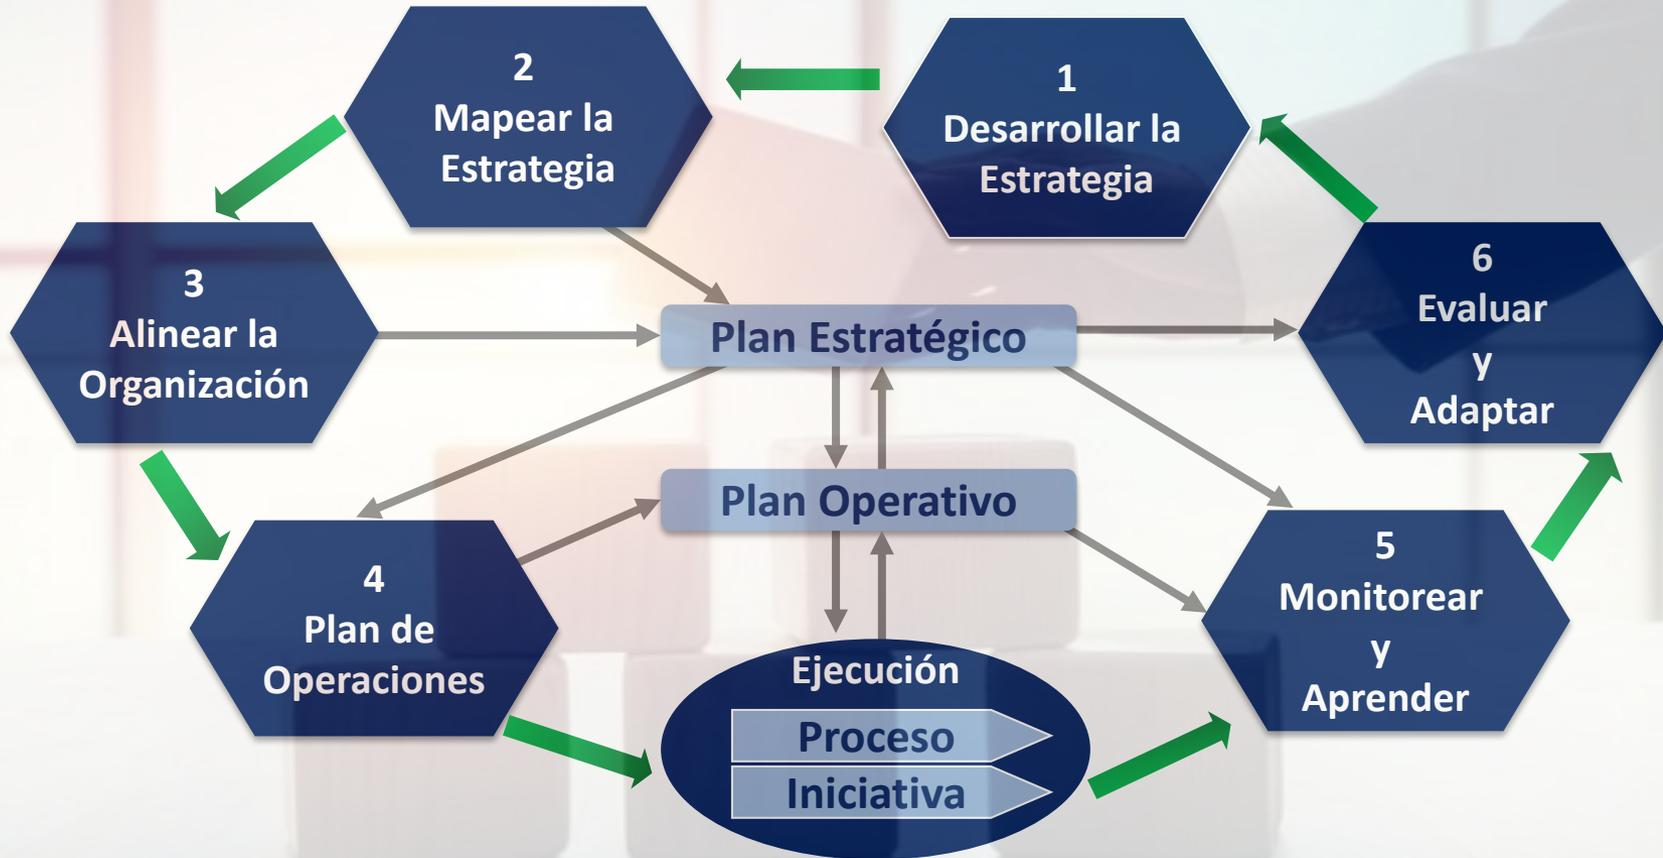 1
Desarrollar la
Estrategia
2
Mapear la
Estrategia
3
Alinear la
Organización
4
Plan de
Operaciones
5
Monitorear
y
Aprender
6
Evaluar
y
Adaptar
Plan Estratégico
Plan Operativo
Ejecución
Proceso
Iniciativa